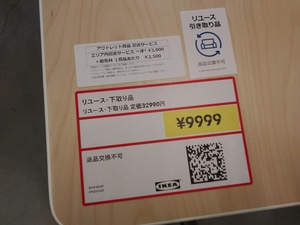 アウトレット商品 配送サービス
エリア内配送サービス 一律¥3,000
+ 梱包料 1商品あたり ¥2,500
リユース
引き取り品
返品交換不可
リユース・下取り品
リユース・下取り品 定価32990円
¥9999
返品交換不可
IKEA